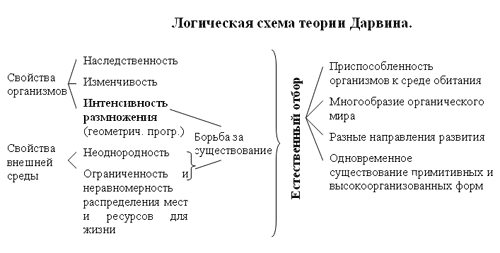 Логическая схема теории Дарвина.
Свойства
организмов
Наследственность
Изменчивость
Интенсивность
размножения
(геометрич. прогр.)
Свойства
внешней
среды
Неоднородность
Ограниченность и
неравномерность
распределения мест
и ресурсов для
жизни
Борьба за
существование
Естественный отбор
Приспособленность
организмов к среде обитания
Многообразие органического
мира
Разные направления развития
Одновременное
существование примитивных и
высокоорганизованных форм